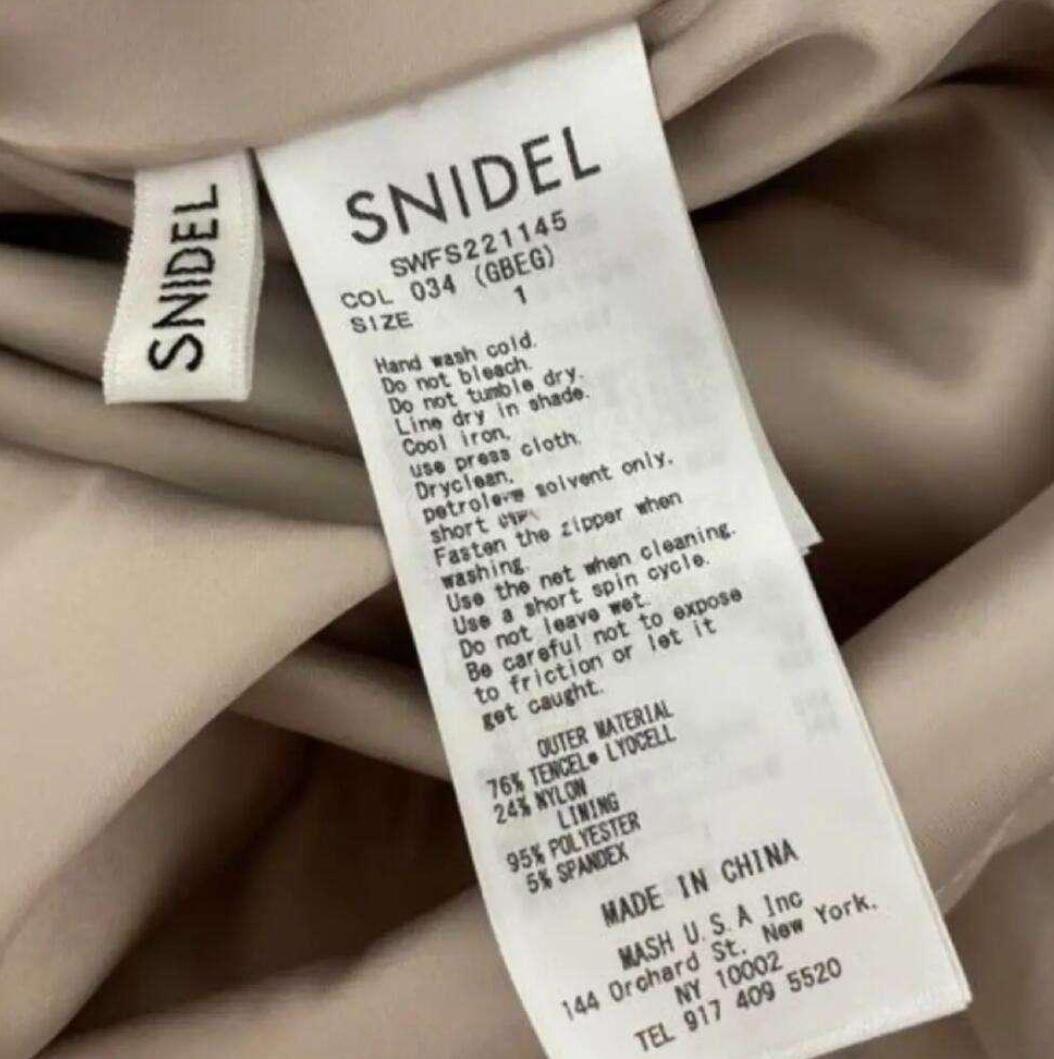 SNIDEL
SNIDEL
SWFS221145
COL 034 (GBEG)
SIZE 1
Hand wash cold.
Do not bleach.
Do not tumble dry.
Line dry in shade.
Cool iron.
use press cloth.
Dryclean.
petroleum solvent only.
short
Fasten the zipper when
washing.
Use the net when cleaning.
Use a short spin cycle.
Do not leave wet.
Be careful not to expose
to friction or let it
get caught.
OUTER MATERIAL
76% TENCEL® LYOCELL
24% NYLON
LINING
95% POLYESTER
5% SPANDEX
MADE IN CHINA
MASH U.S.A Inc
144 Orchard St. New York.
NY 10002
TEL 917 409 5520